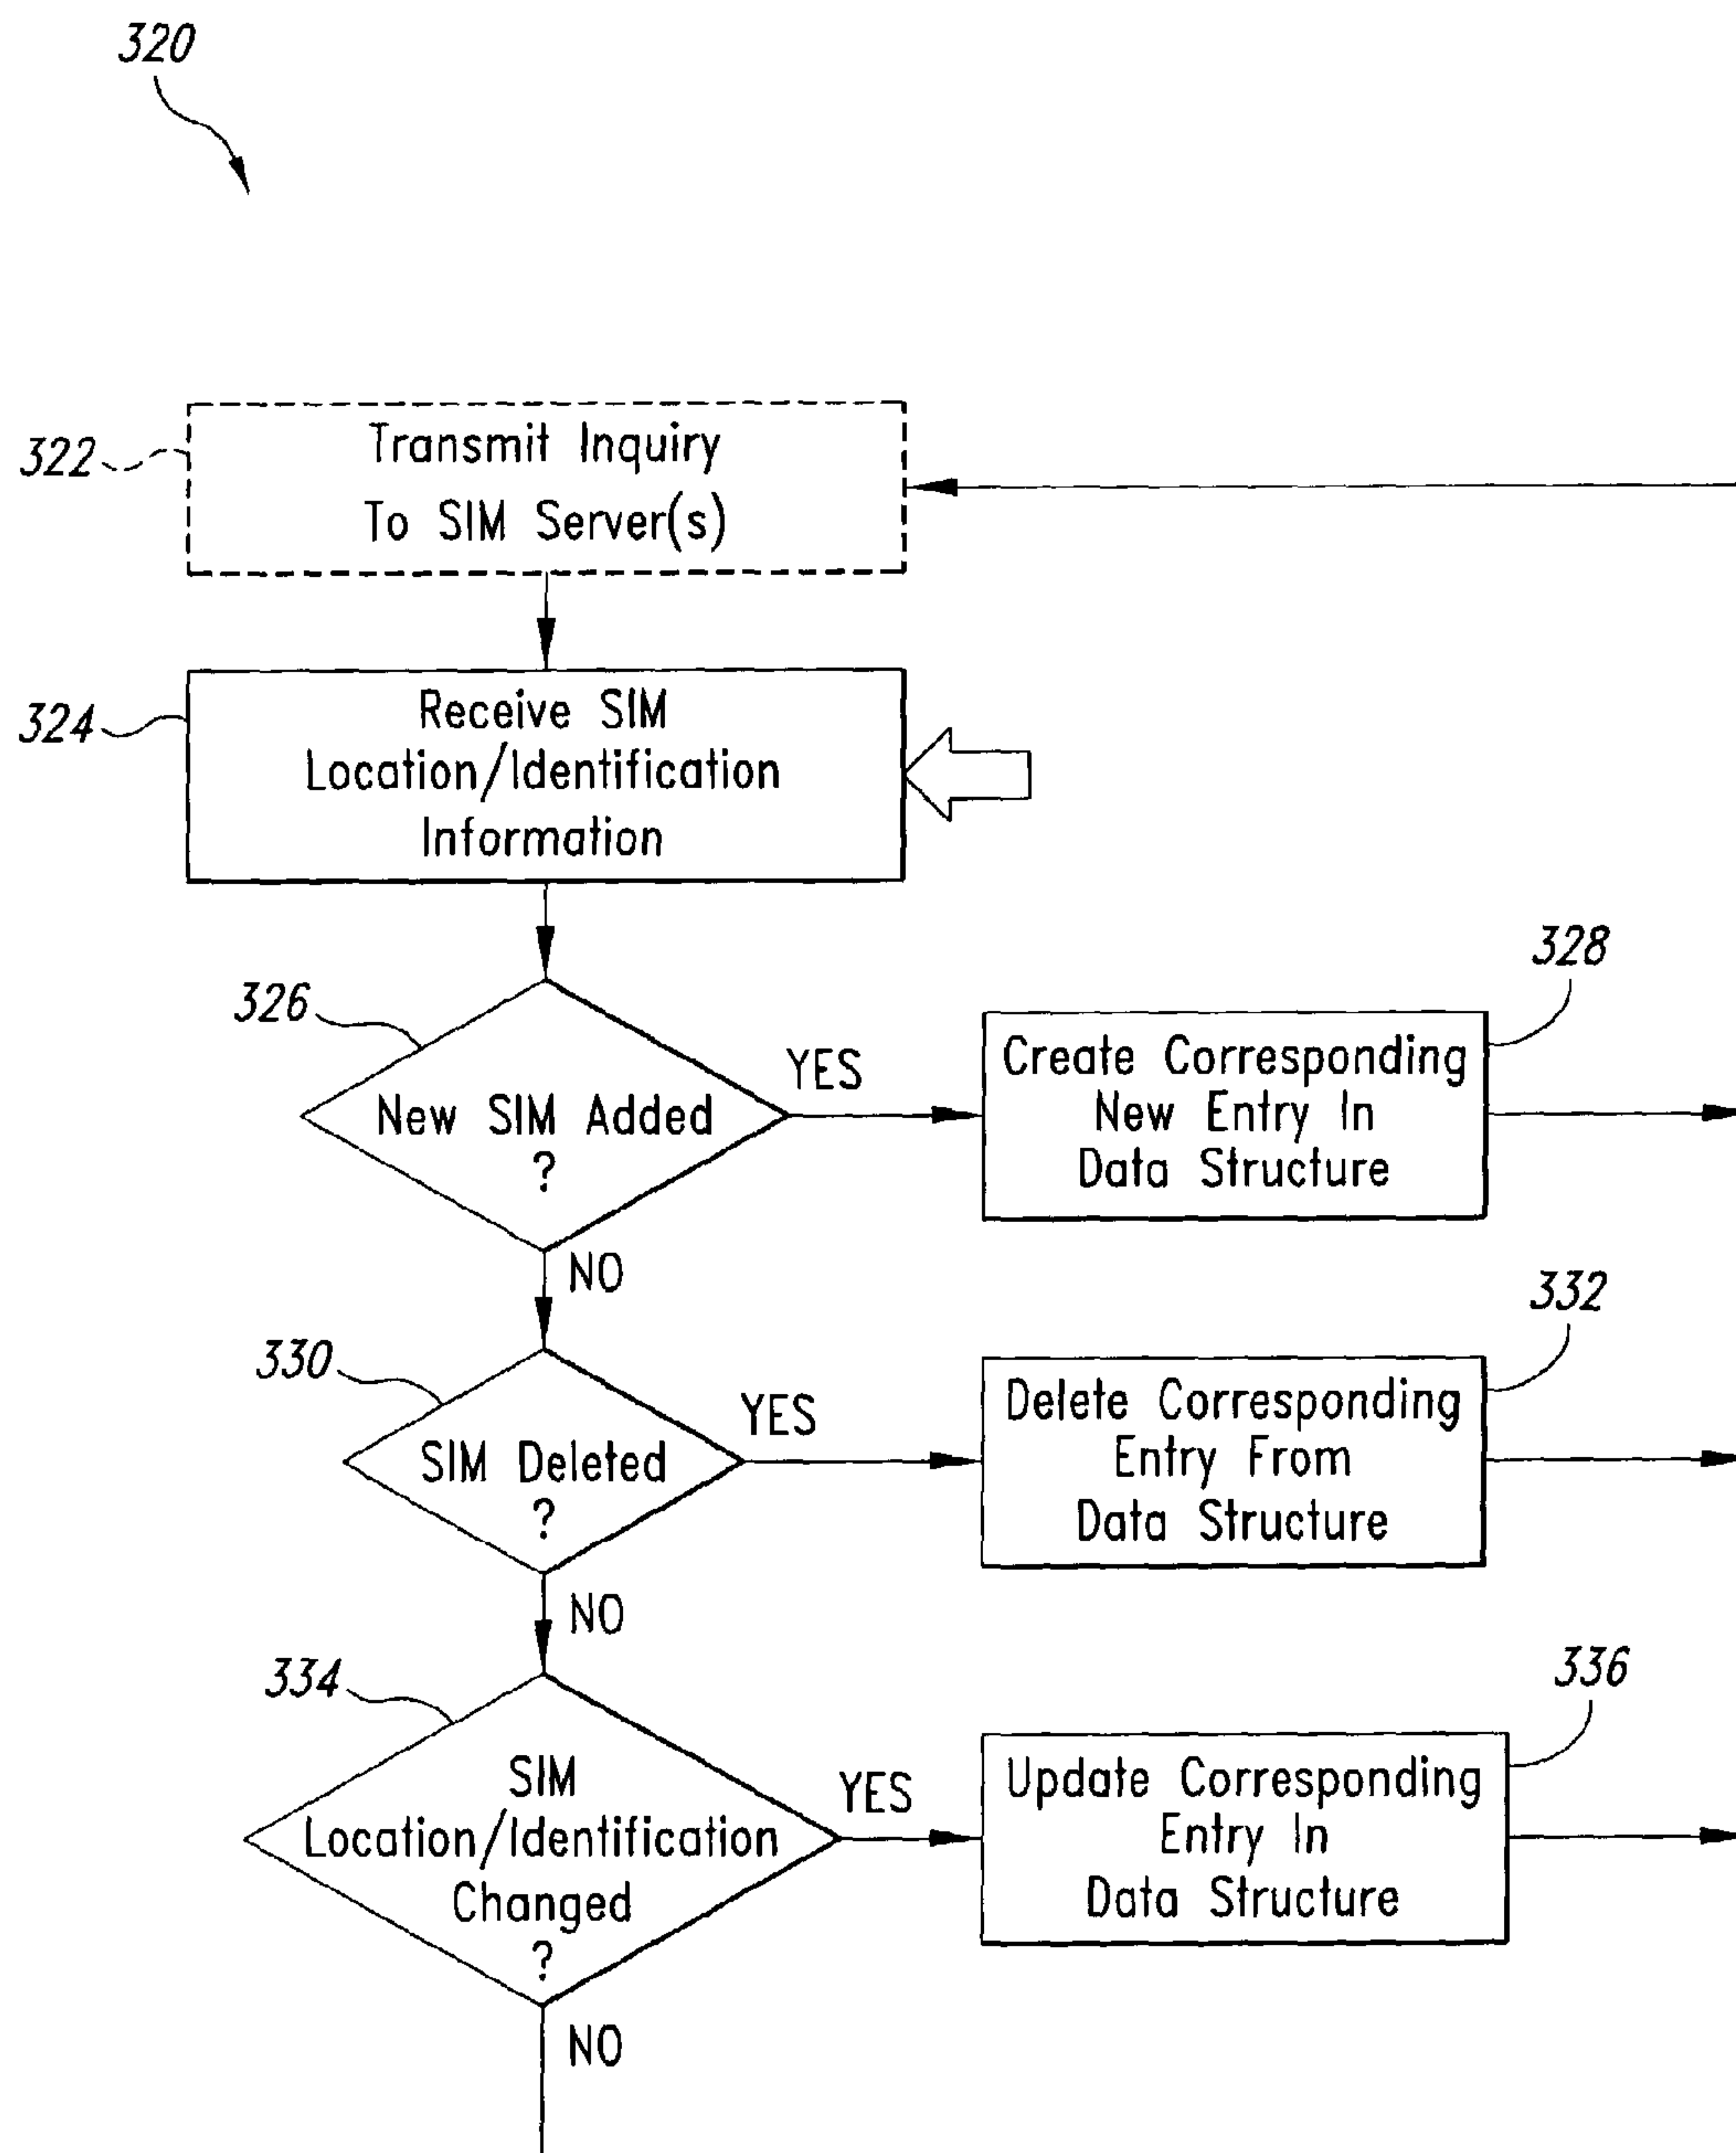 320
322
Transmit Inquiry
To SIM Server(s)
324
Receive SIM
Location/Identification
Information
326
New SIM Added
?
YES
NO
328
Create Corresponding
New Entry In
Data Structure
330
SIM Deleted
?
YES
NO
332
Delete Corresponding
Entry From
Data Structure
334
SIM
Location/Identification
Changed
?
YES
NO
336
Update Corresponding
Entry In
Data Structure